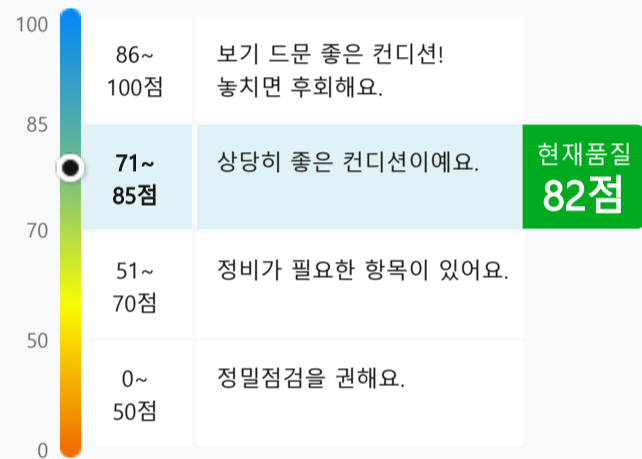 100
86~
100점
보기 드문 좋은 컨디션!
놓치면 후회해요.
85
71~
85점
상당히 좋은 컨디션이예요.
현재품질
82점
70
51~
70점
정비가 필요한 항목이 있어요.
50
0~
50점
정밀점검을 권해요.
0